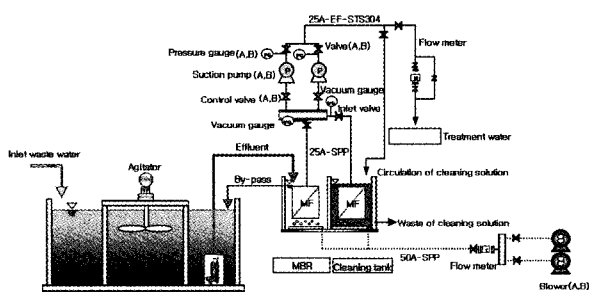 25A-EF-STS304
Pressure gauge(A,B)
Valve(A,B)
Flow meter
Suction pump(A,B)
Vacuum gauge
Control valve (A,B)
Inlet valve
Vacuum gauge
Treatment water
Inlet waste water
Effluent
25A-SPP
Agitator
By-pass
Circulation of cleaning solution
MF
MF
Waste of cleaning solution
MBR
Cleaning tank
50A-SPP
Flow meter
Blower(A,B)
P
P